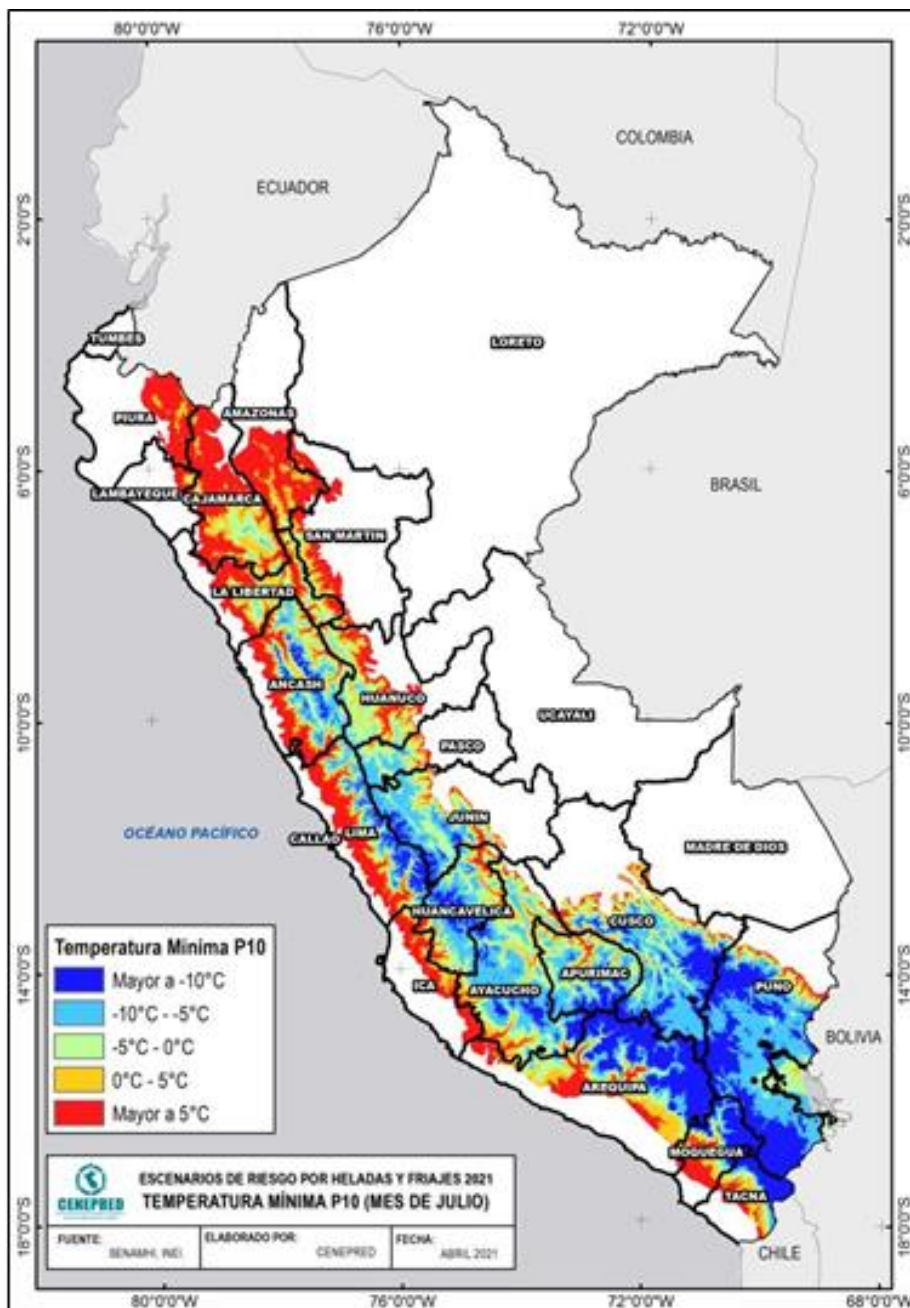 80°0'0"W 76°0'0"W 72°0'0"W
COLOMBIA
ECUADOR
2°0'0"S 2°0'0"S
TUMBES
LORETO
PIURA
AMAZONAS
6°0'0"S 6°0'0"S
LAMBAYEQUE
CAJAMARCA
BRASIL
SAN MARTIN
LA LIBERTAD
ANCASH
HUANUCO
10°0'0"S 10°0'0"S
UCAYALI
PASCO
JUNIN
OCÉANO PACÍFICO
CALLAO
LIMA
MADRE DE DIOS
HUANCAVELICA
CUSCO
14°0'0"S 14°0'0"S
APURIMAC
ICA
AYACUCHO
PUNO
BOLIVIA
AREQUIPA
MOQUEGUA
TACNA
CHILE
18°0'0"S 18°0'0"S
Temperatura Mínima P10
Mayor a -10°C
-10°C - -5°C
-5°C - 0°C
0°C - 5°C
Mayor a 5°C
CENEPRED
ESCENARIOS DE RIESGO POR HELADAS Y FRIAJES 2021
TEMPERATURA MÍNIMA P10 (MES DE JULIO)
FUENTE: ELABORADO POR: FECHA:
SENAMHI, INEI. CENEPRED ABRIL 2021
80°0'0"W 76°0'0"W 72°0'0"W 68°0'0"W